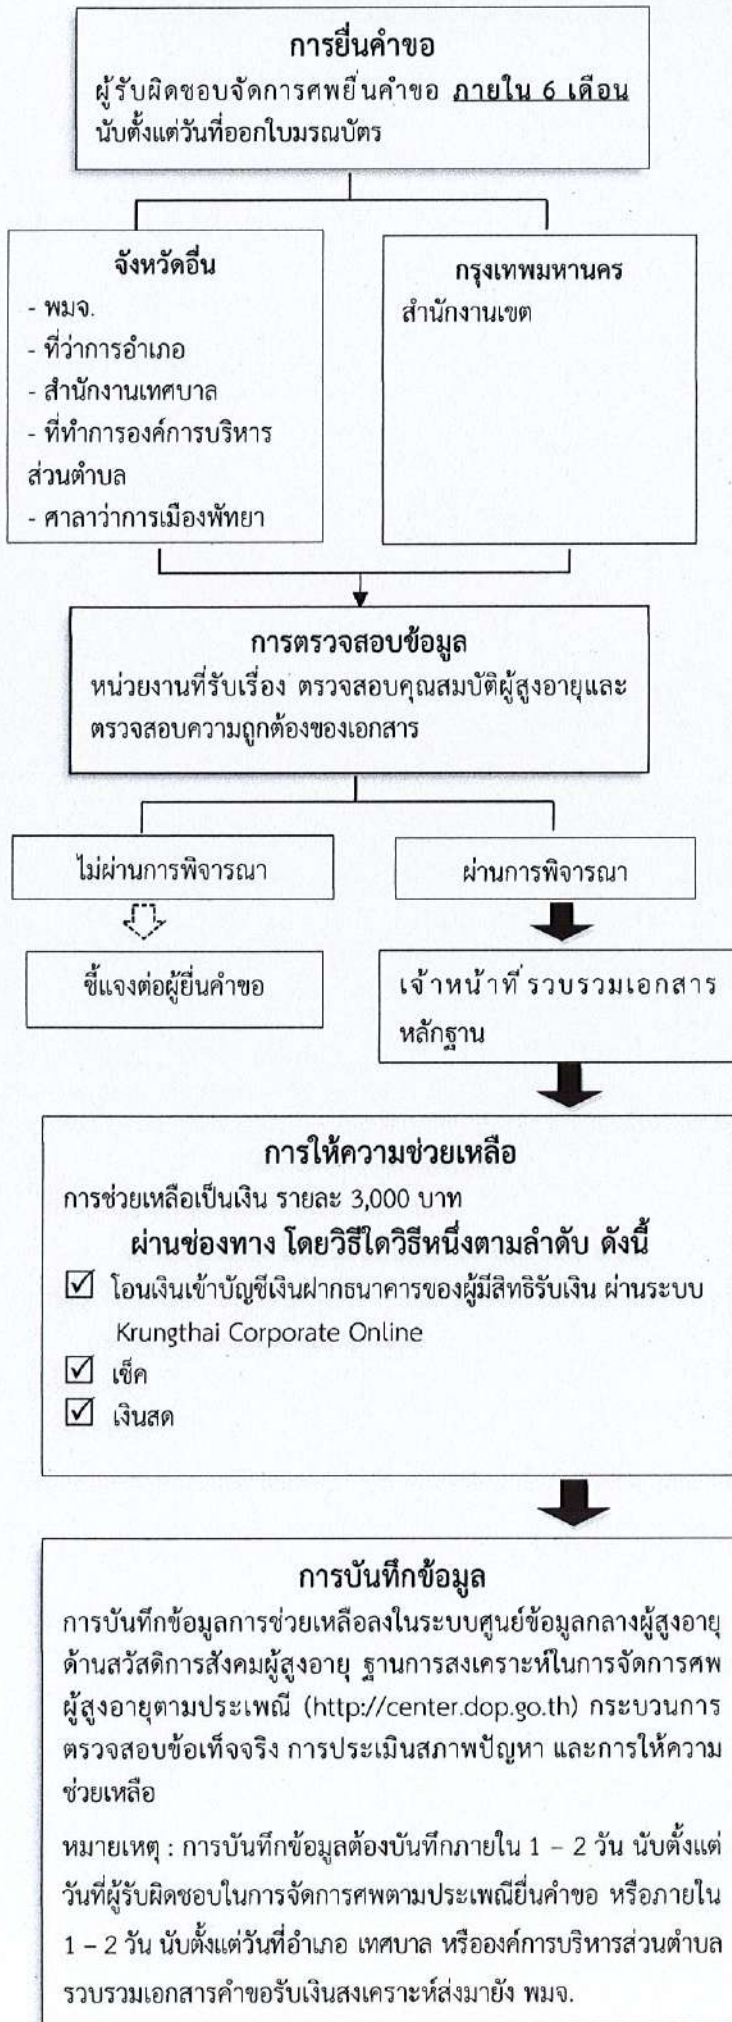 การยื่นคำขอ
ผู้รับผิดชอบจัดการศพยื่นคำขอ ภายใน 6 เดือน
นับตั้งแต่วันที่ออกใบมรณบัตร
จังหวัดอื่น
- พมจ.
- ที่ว่าการอำเภอ
- สำนักงานเทศบาล
- ที่ทำการองค์การบริหาร
ส่วนตำบล
- ศาลาว่าการเมืองพัทยา
กรุงเทพมหานคร
สำนักงานเขต
การตรวจสอบข้อมูล
หน่วยงานที่รับเรื่อง ตรวจสอบคุณสมบัติผู้สูงอายุและ
ตรวจสอบความถูกต้องของเอกสาร
ไม่ผ่านการพิจารณา
ผ่านการพิจารณา
ชี้แจงต่อผู้ยื่นคำขอ
เจ้าหน้าที่รวบรวมเอกสาร
หลักฐาน
การให้ความช่วยเหลือ
การช่วยเหลือเป็นเงิน รายละ 3,000 บาท
ผ่านช่องทาง โดยวิธีใดวิธีหนึ่งตามลำดับ ดังนี้
☑ โอนเงินเข้าบัญชีเงินฝากธนาคารของผู้มีสิทธิรับเงิน ผ่านระบบ
Krungthai Corporate Online
☑ เช็ค
☑ เงินสด
การบันทึกข้อมูล
การบันทึกข้อมูลการช่วยเหลือลงในระบบศูนย์ข้อมูลกลางผู้สูงอายุ
ด้านสวัสดิการสังคมผู้สูงอายุ ฐานการสงเคราะห์ในการจัดการศพ
ผู้สูงอายุตามประเพณี (http://center.dop.go.th) กระบวนการ
ตรวจสอบข้อเท็จจริง การประเมินสภาพปัญหา และการให้ความ
ช่วยเหลือ
หมายเหตุ : การบันทึกข้อมูลต้องบันทึกภายใน 1 – 2 วัน นับตั้งแต่
วันที่ผู้รับผิดชอบในการจัดการศพตามประเพณียื่นคำขอ หรือภายใน
1 – 2 วัน นับตั้งแต่วันที่อำเภอ เทศบาล หรือองค์การบริหารส่วนตำบล
รวบรวมเอกสารคำขอรับเงินสงเคราะห์ส่งมายัง พมจ.